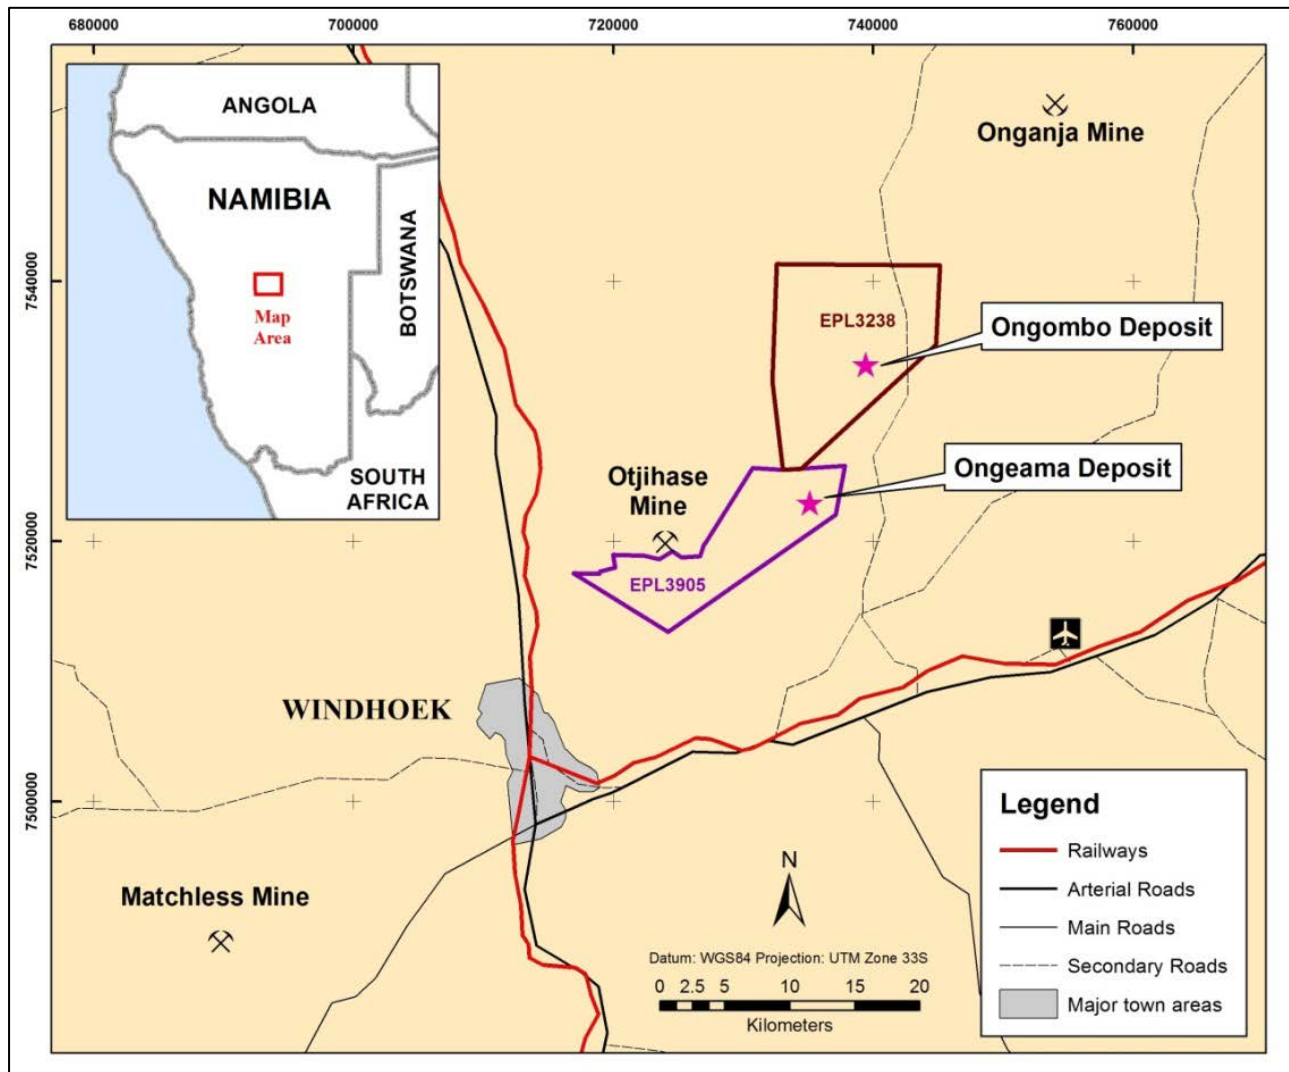 680000
700000
720000
740000
760000
ANGOLA
NAMIBIA
Map
Area
BOTSWANA
SOUTH
AFRICA
Onganja Mine
7540000
EPL3238
Ongombo Deposit
Ongeama Deposit
Otjihase
Mine
7520000
EPL3905
WINDHOEK
7500000
Matchless Mine
N
Datum: WGS84 Projection: UTM Zone 33S
0 2.5 5 10 15 20
Kilometers
Legend
Railways
Arterial Roads
Main Roads
Secondary Roads
Major town areas